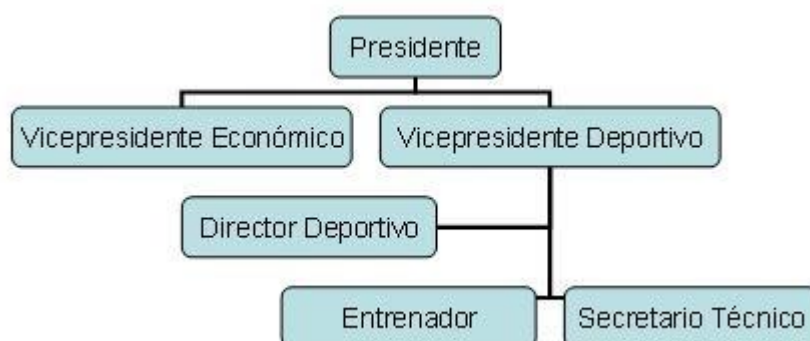 Presidente
Vicepresidente Económico
Vicepresidente Deportivo
Director Deportivo
Entrenador
Secretario Técnico